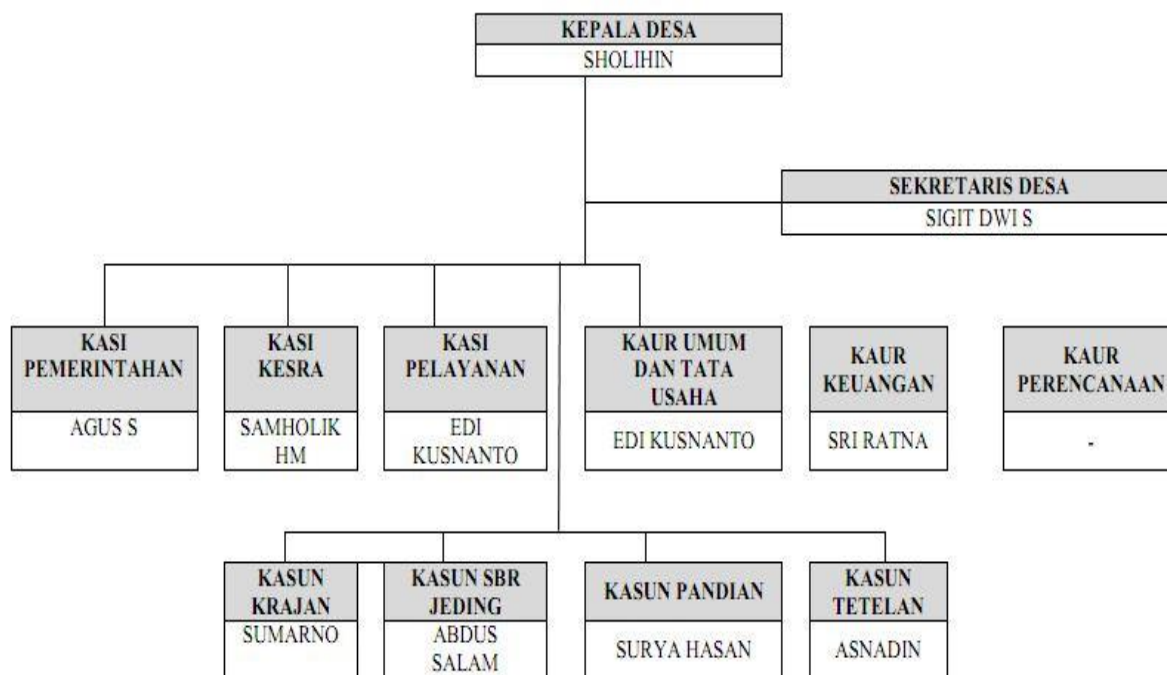 KEPALA DESA
SHOLIHIN
SEKRETARIS DESA
SIGIT DWI S
KASI
PEMERINTAHAN
AGUS S
KASI
KESRA
SAMHOLIK
HM
KASI
PELAYANAN
EDI
KUSNANTO
KAUR UMUM
DAN TATA
USAHA
EDI KUSNANTO
KAUR
KEUANGAN
SRI RATNA
KAUR
PERENCANAAN
-
KASUN
KRAJAN
SUMARNO
KASUN SBR
JEDING
ABDUS
SALAM
KASUN PANDIAN
SURYA HASAN
KASUN
TETELAN
ASNADIN